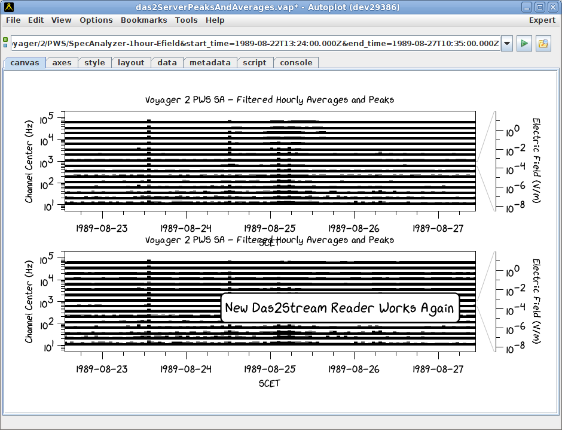 das2ServerPeaksAndAverages.vap* - Autoplot (dev29386)
File Edit View Options Bookmarks Tools Help Expert
yager/2/PWS/SpecAnalyzer-1hour-Efield&start_time=1989-08-22T13:24:00.000Z&end_time=1989-08-27T10:35:00.000Z
canvas axes style layout data metadata script console
Voyager 2 PWS SA - Filtered Hourly Averages and Peaks
Channel Center (Hz)
10^5
10^4
10^3
10^2
10^1
10^0
10^-2
10^-4
10^-6
10^-8
Electric Field (V/m)
1989-08-23 1989-08-24 1989-08-25 1989-08-26 1989-08-27
SCET
Voyager 2 PWS SA - Filtered Hourly Averages and Peaks
Channel Center (Hz)
10^5
10^4
10^3
10^2
10^1
New Das2Stream Reader Works Again
10^0
10^-2
10^-4
10^-6
10^-8
Electric Field (V/m)
1989-08-23 1989-08-24 1989-08-25 1989-08-26 1989-08-27
SCET